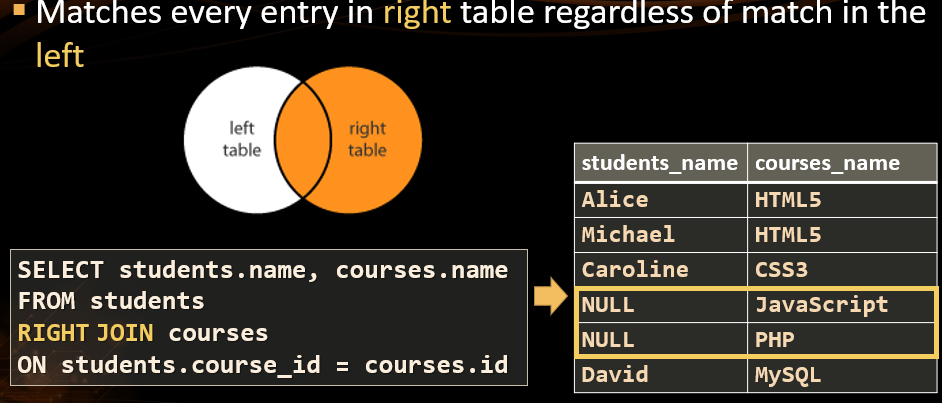 ▪ Matches every entry in right table regardless of match in the
left
left
table
right
table
SELECT students.name, courses.name
FROM students
RIGHT JOIN courses
ON students.course_id = courses.id
students_name courses_name
Alice HTML5
Michael HTML5
Caroline CSS3
NULL JavaScript
NULL PHP
David MySQL